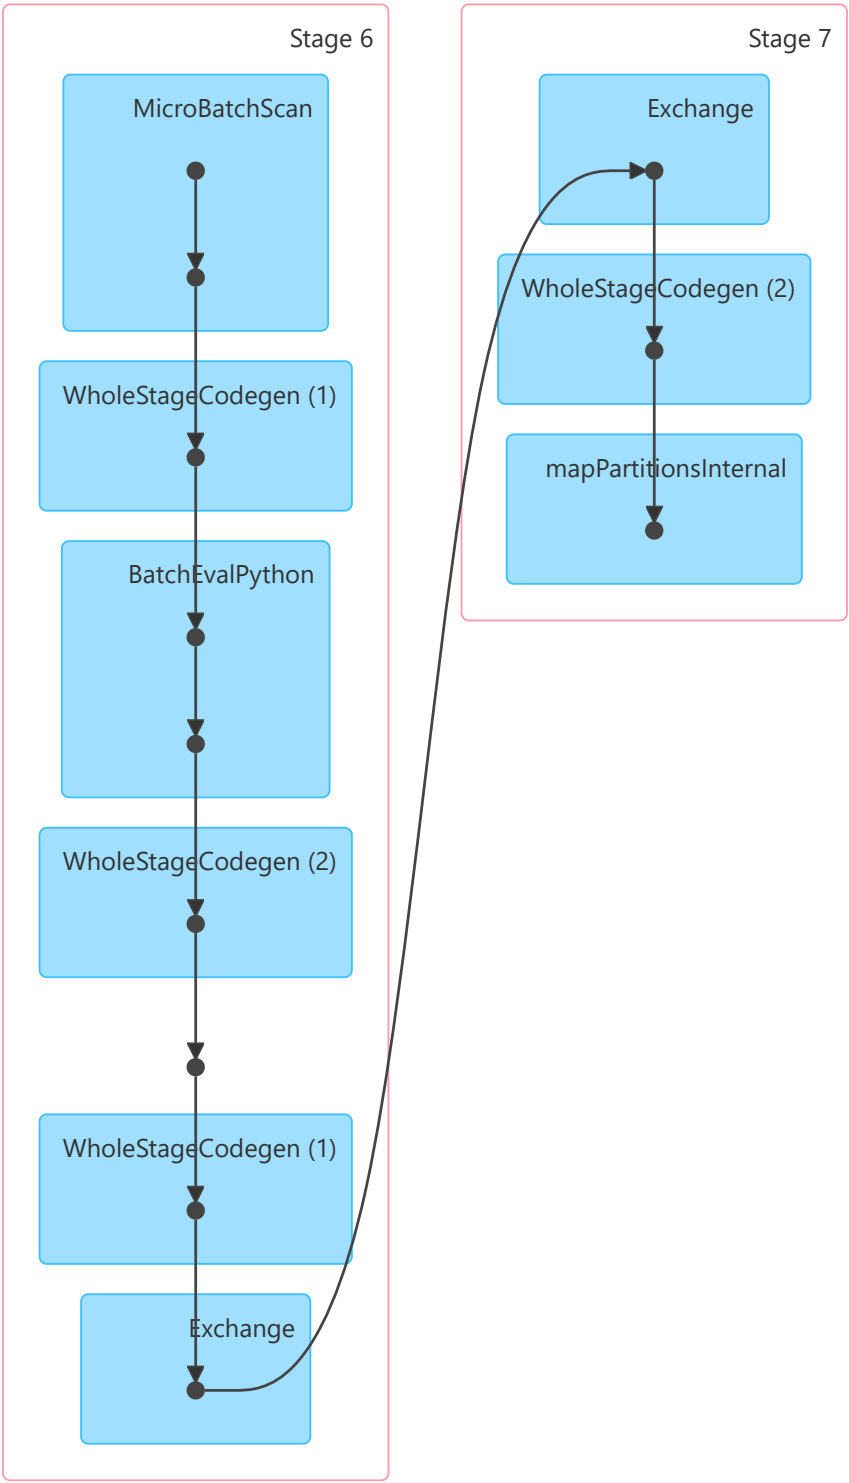 Stage 6
MicroBatchScan
WholeStageCodegen (1)
BatchEvalPython
WholeStageCodegen (2)
WholeStageCodegen (1)
Exchange
Stage 7
Exchange
WholeStageCodegen (2)
mapPartitionsInternal